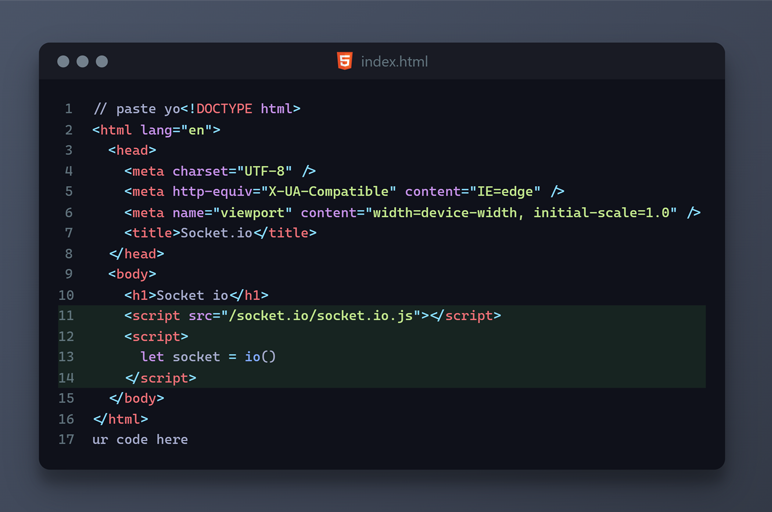 5 index.html
1 // paste yo<!DOCTYPE html>
2 <html lang="en">
3   <head>
4     <meta charset="UTF-8" />
5     <meta http-equiv="X-UA-Compatible" content="IE=edge" />
6     <meta name="viewport" content="width=device-width, initial-scale=1.0" />
7     <title>Socket.io</title>
8   </head>
9   <body>
10     <h1>Socket io</h1>
11     <script src="/socket.io/socket.io.js"></script>
12     <script>
13       let socket = io()
14     </script>
15   </body>
16 </html>
17 ur code here